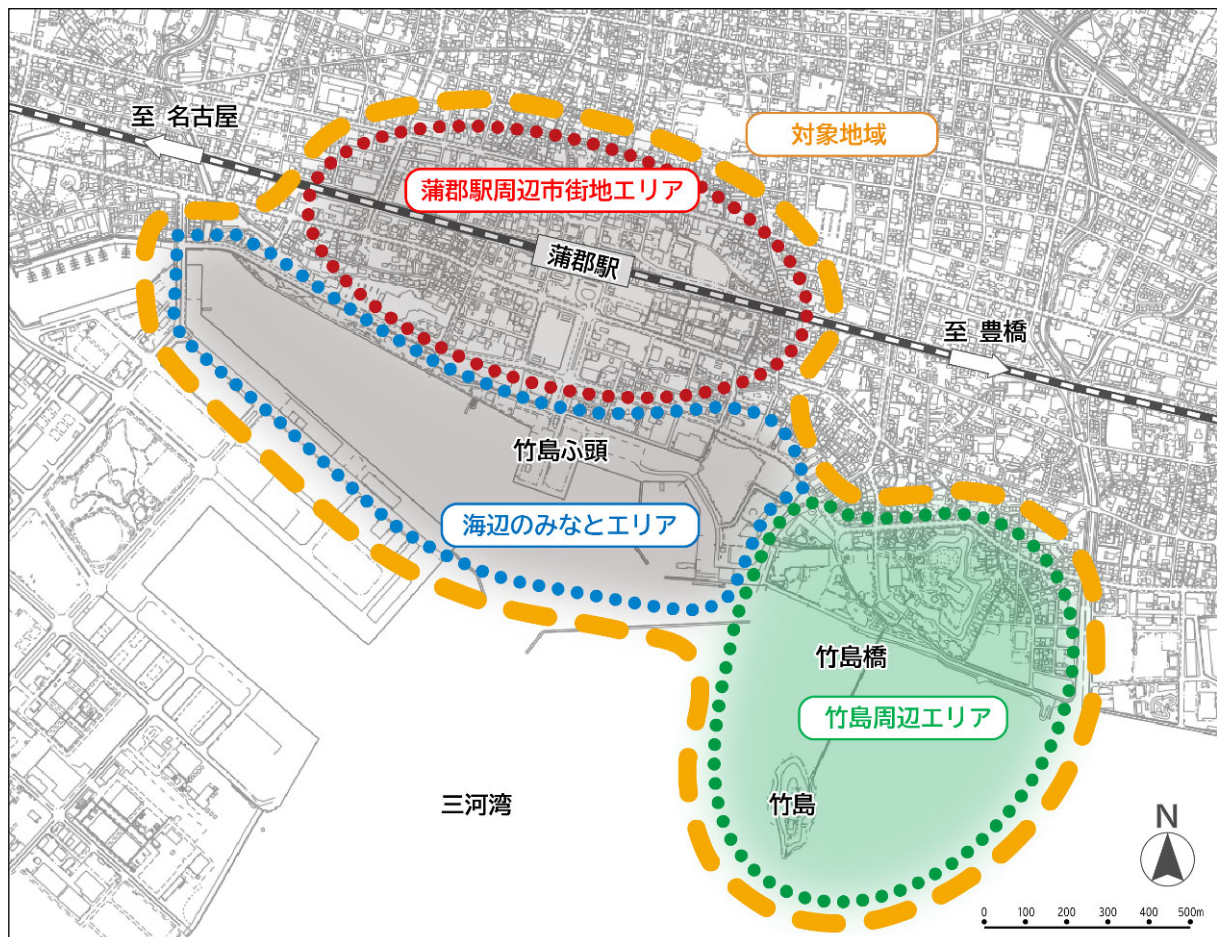 至 名古屋
対象地域
蒲郡駅周辺市街地エリア
蒲郡駅
至 豊橋
竹島ふ頭
海辺のみなとエリア
竹島橋
竹島周辺エリア
三河湾
竹島
N
0 100 200 300 400 500m